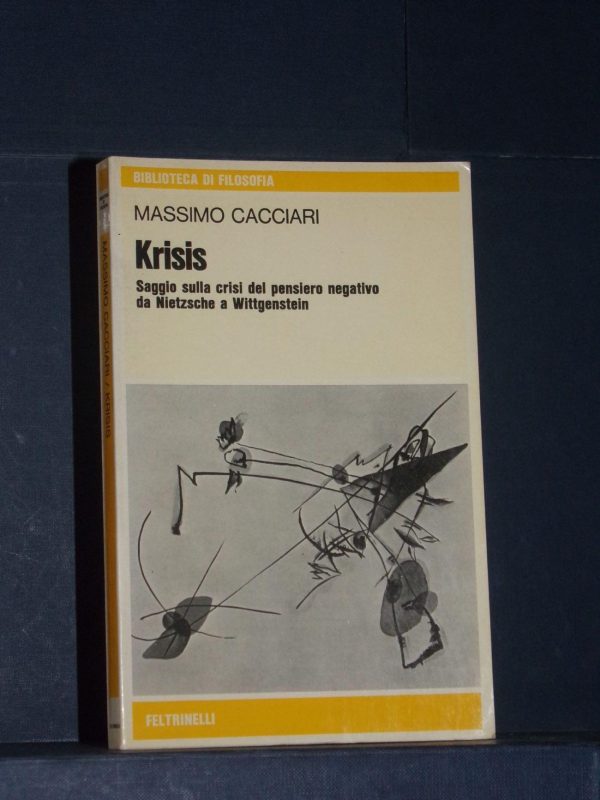 BIBLIOTECA DI FILOSOFIA
MASSIMO CACCIARI
Krisis
Saggio sulla crisi del pensiero negativo
da Nietzsche a Wittgenstein
FELTRINELLI
MASSIMO CACCIARI / KRISIS